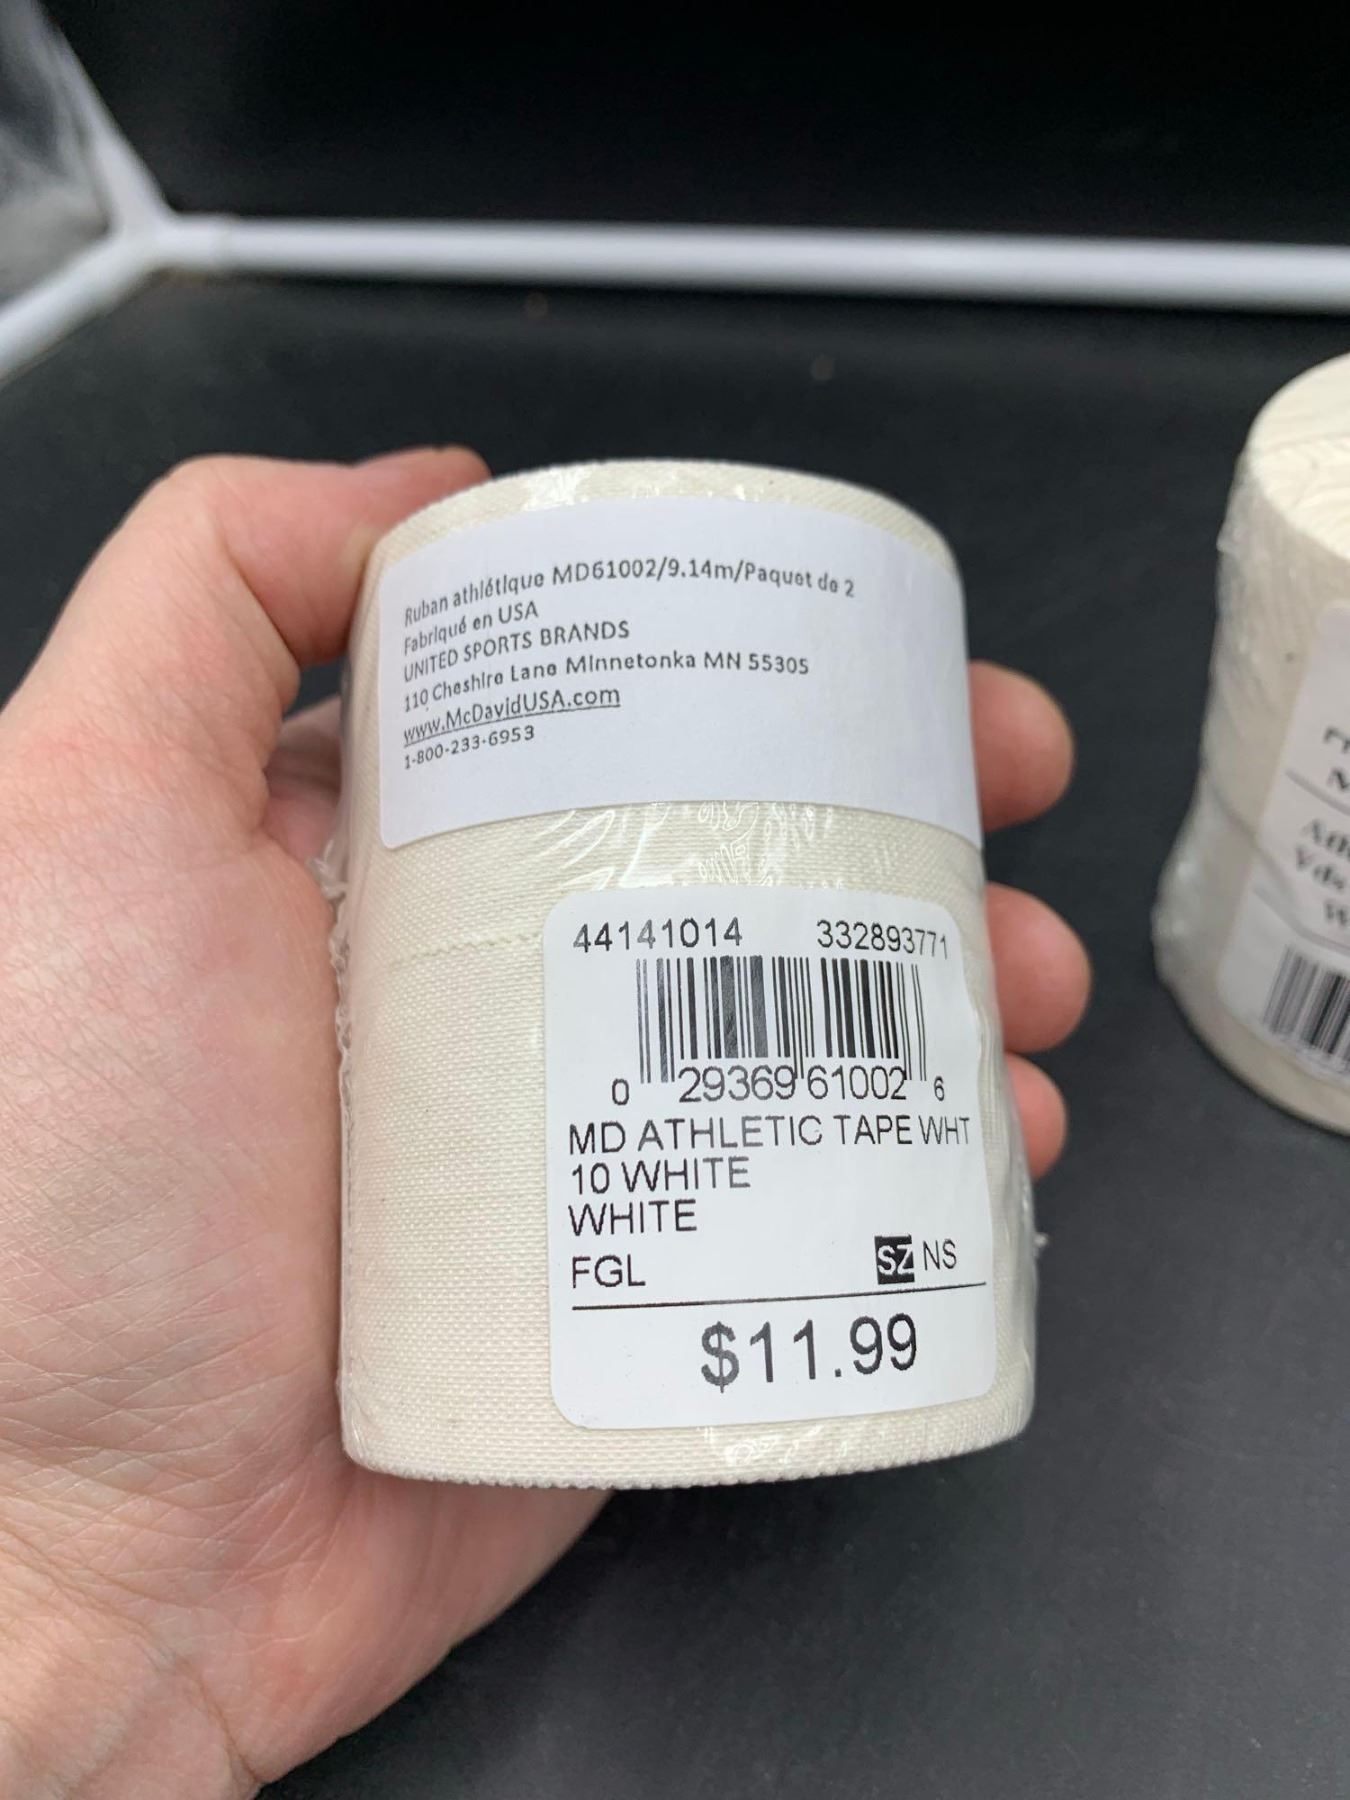 Ruban athlétique MD61002/9.14m/Paquet de 2
Fabriqué en USA
UNITED SPORTS BRANDS
110 Cheshire Lane Minnetonka MN 55305
www.McDavidUSA.com
1-800-233-6953
44141014 332893771
0 29369 61002 6
MD ATHLETIC TAPE WHT
10 WHITE
WHITE
FGL SZ NS
$11.99
Yds